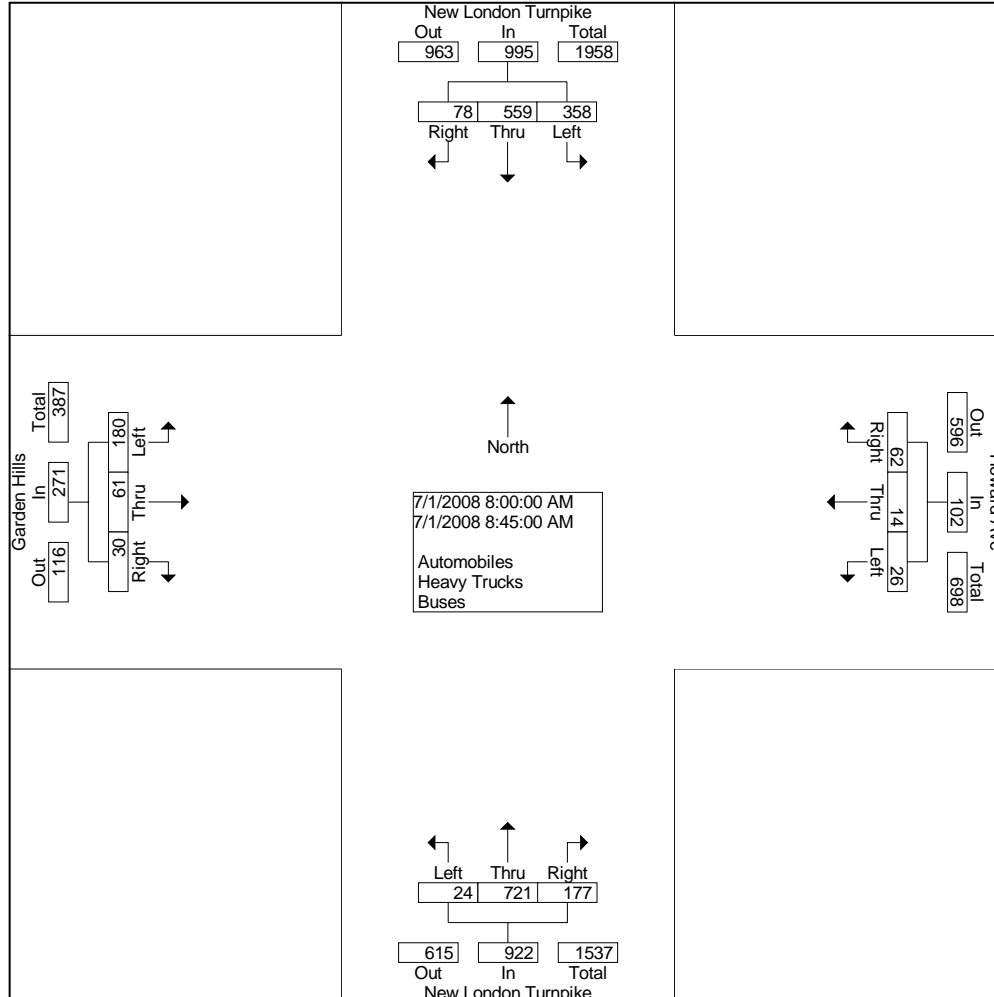 New London Turnpike
Out In Total
963 995 1958
78 559 358
Right Thru Left
North
7/1/2008 8:00:00 AM
7/1/2008 8:45:00 AM
Automobiles
Heavy Trucks
Buses
Garden Hills
Total In Out
387 271 116
180 61 30
Left Thru Right
Out In Total
596 102 698
62 14 26
Right Thru Left
Left Thru Right
24 721 177
615 922 1537
Out In Total
New London Turnpike